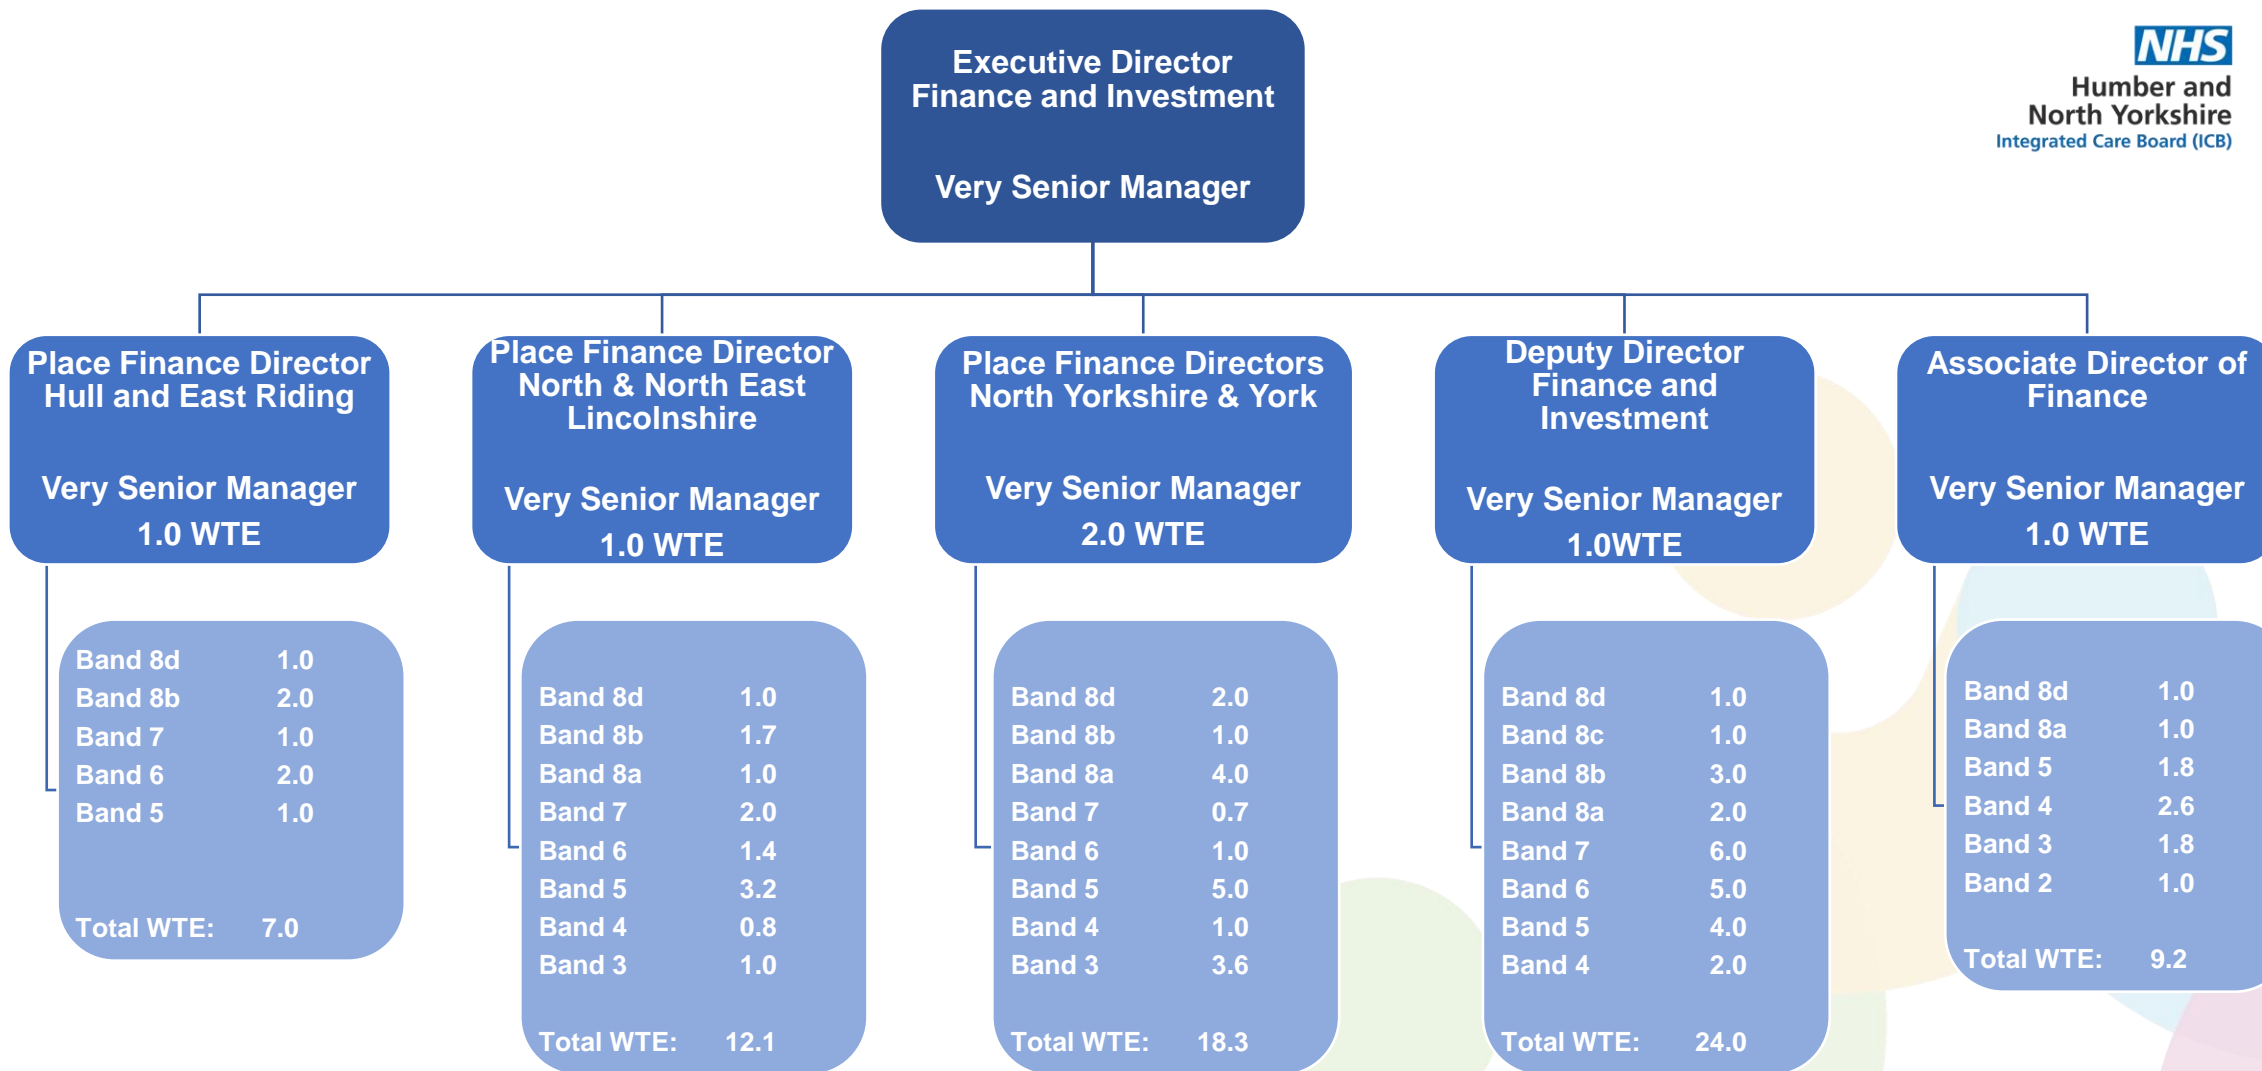 Executive Director
Finance and Investment
Very Senior Manager
NHS
Humber and
North Yorkshire
Integrated Care Board (ICB)
Place Finance Director
Hull and East Riding
Very Senior Manager
1.0 WTE
Place Finance Director
North & North East
Lincolnshire
Very Senior Manager
1.0 WTE
Place Finance Directors
North Yorkshire & York
Very Senior Manager
2.0 WTE
Deputy Director
Finance and
Investment
Very Senior Manager
1.0WTE
Associate Director of
Finance
Very Senior Manager
1.0 WTE
Band 8d 1.0
Band 8b 2.0
Band 7 1.0
Band 6 2.0
Band 5 1.0
Total WTE: 7.0
Band 8d 1.0
Band 8b 1.7
Band 8a 1.0
Band 7 2.0
Band 6 1.4
Band 5 3.2
Band 4 0.8
Band 3 1.0
Total WTE: 12.1
Band 8d 2.0
Band 8b 1.0
Band 8a 4.0
Band 7 0.7
Band 6 1.0
Band 5 5.0
Band 4 1.0
Band 3 3.6
Total WTE: 18.3
Band 8d 1.0
Band 8c 1.0
Band 8b 3.0
Band 8a 2.0
Band 7 6.0
Band 6 5.0
Band 5 4.0
Band 4 2.0
Total WTE: 24.0
Band 8d 1.0
Band 8a 1.0
Band 5 1.8
Band 4 2.6
Band 3 1.8
Band 2 1.0
Total WTE: 9.2